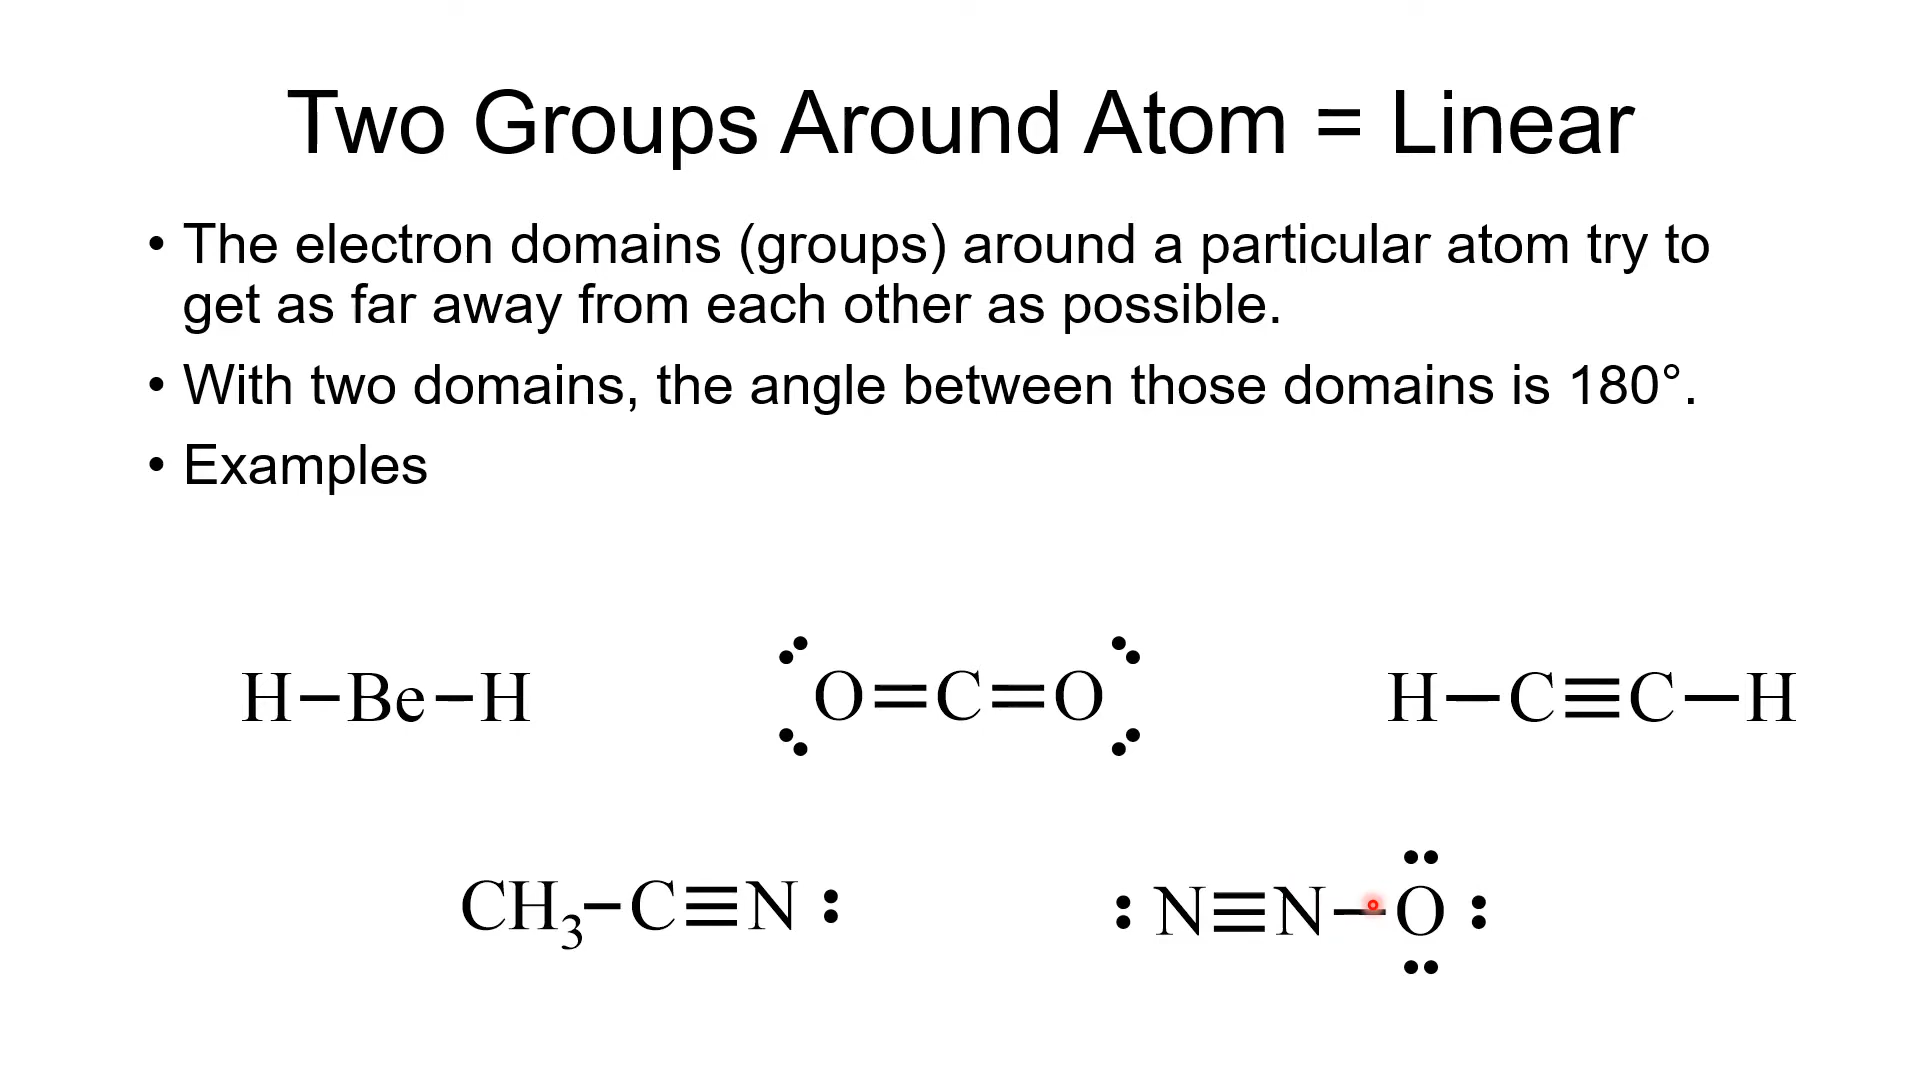 Two Groups Around Atom = Linear
• The electron domains (groups) around a particular atom try to
get as far away from each other as possible.
• With two domains, the angle between those domains is 180°.
• Examples
H–Be–H
O=C=O
H–C≡C–H
CH₃–C≡N:
:N≡N–O: